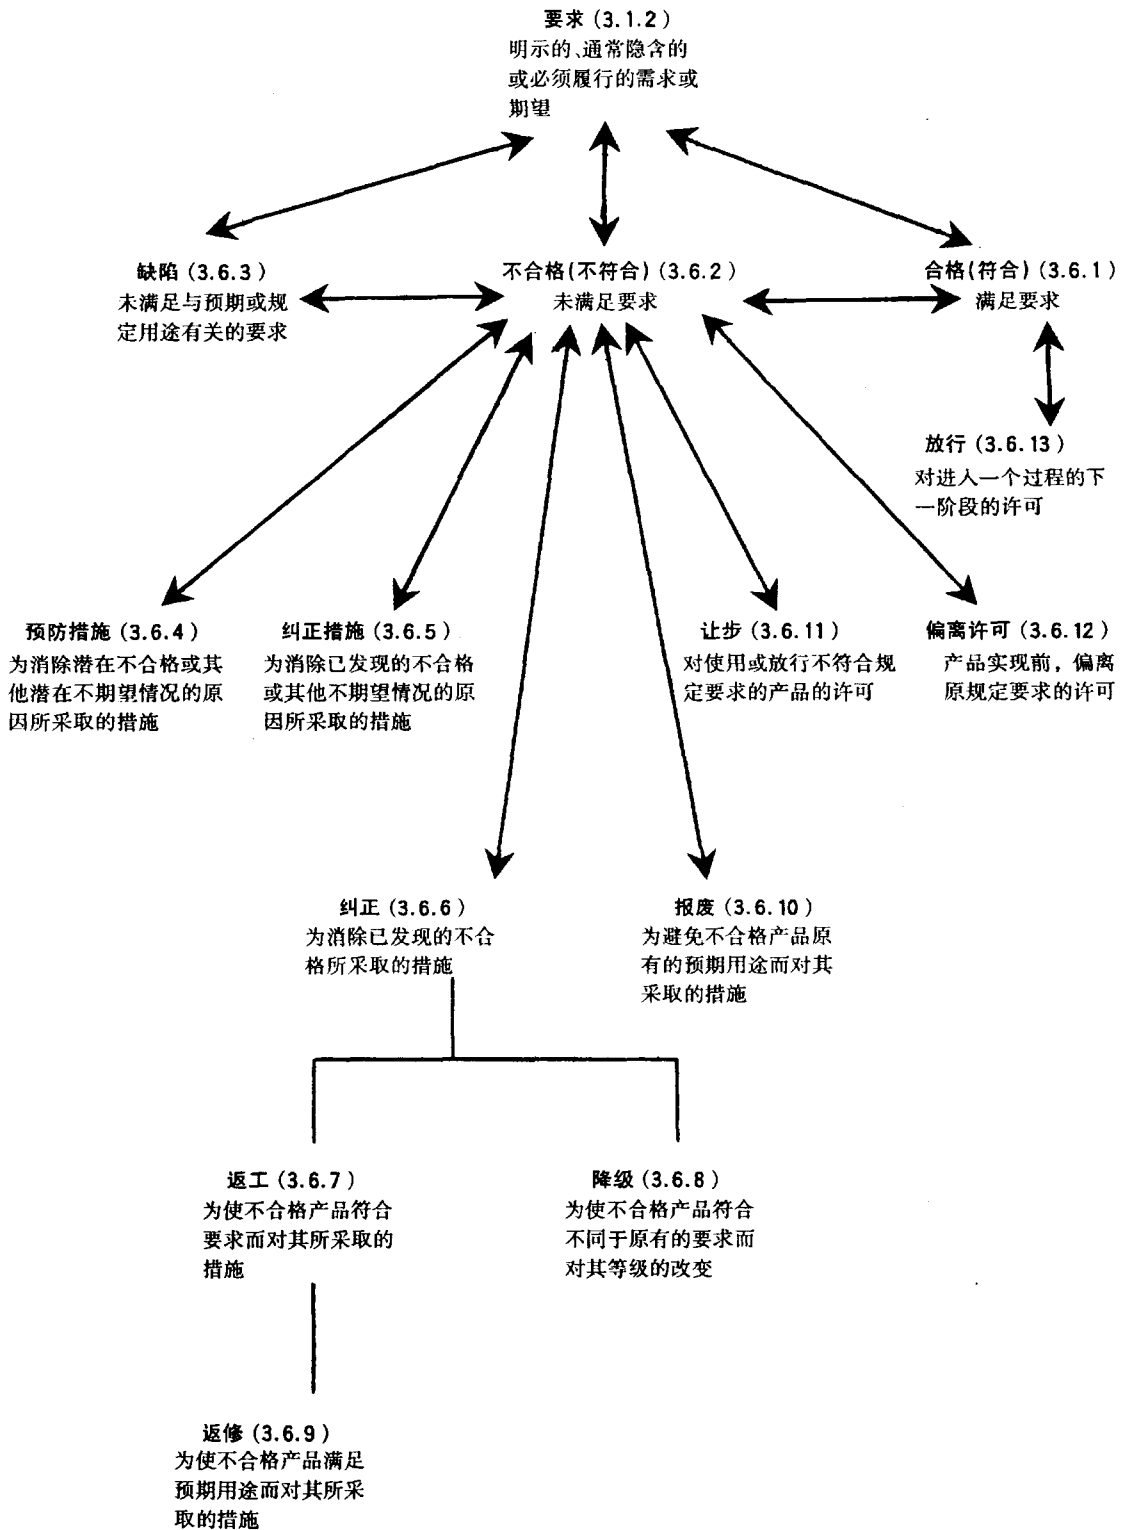 要求 (3.1.2)
明示的、通常隐含的
或必须履行的需求或
期望
缺陷 (3.6.3)
未满足与预期或规
定用途有关的要求
不合格(不符合) (3.6.2)
未满足要求
合格(符合) (3.6.1)
满足要求
放行 (3.6.13)
对进入一个过程的下
一阶段的许可
预防措施 (3.6.4)
为消除潜在不合格或其
他潜在不期望情况的原
因所采取的措施
纠正措施 (3.6.5)
为消除已发现的不合格
或其他不期望情况的原
因所采取的措施
让步 (3.6.11)
对使用或放行不符合规
定要求的产品的许可
偏离许可 (3.6.12)
产品实现前，偏离
原规定要求的许可
纠正 (3.6.6)
为消除已发现的不合
格所采取的措施
报废 (3.6.10)
为避免不合格产品原
有的预期用途而对其
采取的措施
返工 (3.6.7)
为使不合格产品符合
要求而对其所采取的
措施
降级 (3.6.8)
为使不合格产品符合
不同于原有的要求而
对其等级的改变
返修 (3.6.9)
为使不合格产品满足
预期用途而对其所采
取的措施